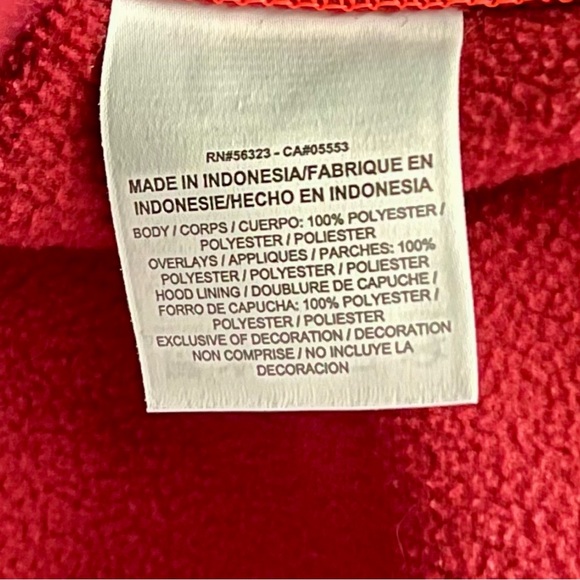 RN#56323 - CA#05553
MADE IN INDONESIA/FABRIQUE EN
INDONESIE/HECHO EN INDONESIA
BODY / CORPS / CUERPO: 100% POLYESTER /
POLYESTER / POLIESTER
OVERLAYS / APPLIQUES / PARCHES: 100%
POLYESTER / POLYESTER / POLIESTER
HOOD LINING / DOUBLURE DE CAPUCHE /
FORRO DE CAPUCHA: 100% POLYESTER /
POLYESTER / POLIESTER
EXCLUSIVE OF DECORATION / DECORATION
NON COMPRISE / NO INCLUYE LA
DECORACION